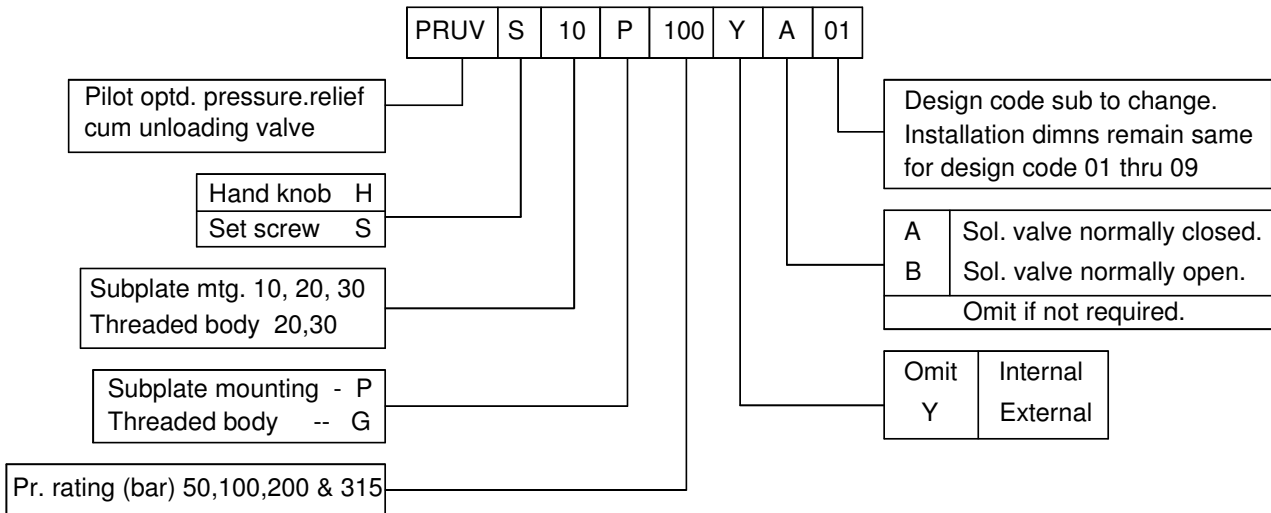 PRUV S 10 P 100 Y A 01
Pilot optd. pressure.relief
cum unloading valve
Hand knob H
Set screw S
Subplate mtg. 10, 20, 30
Threaded body 20,30
Subplate mounting - P
Threaded body -- G
Pr. rating (bar) 50,100,200 & 315
Design code sub to change.
Installation dimns remain same
for design code 01 thru 09
A Sol. valve normally closed.
B Sol. valve normally open.
Omit if not required.
Omit Internal
Y External